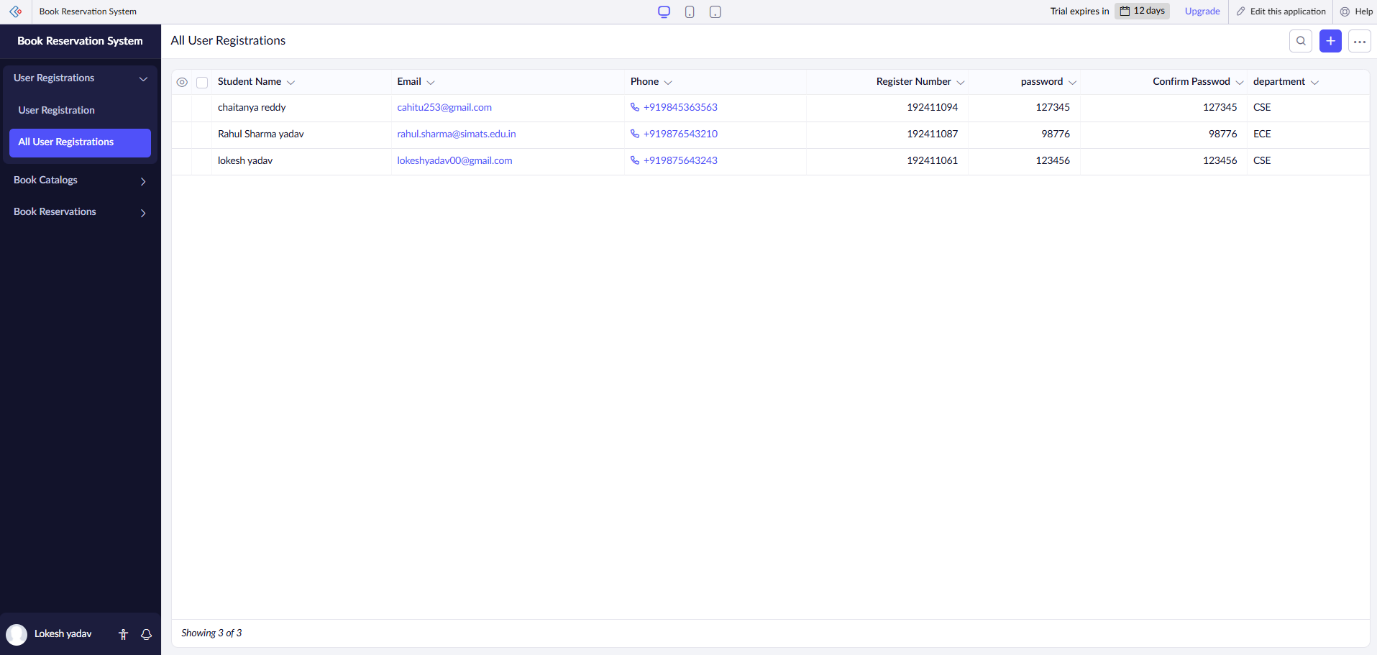 Book Reservation System
Trial expires in 12 days Upgrade Edit this application Help
Book Reservation System
User Registrations
User Registration
All User Registrations
Book Catalogs
Book Reservations
Lokesh yadav
All User Registrations
Student Name Email Phone Register Number password Confirm Passwod department
chaitanya reddy cahitu253@gmail.com +919845363563 192411094 127345 127345 CSE
Rahul Sharma yadav rahul.sharma@simats.edu.in +919876543210 192411087 98776 98776 ECE
lokesh yadav lokeshyadav00@gmail.com +919875643243 192411061 123456 123456 CSE
Showing 3 of 3